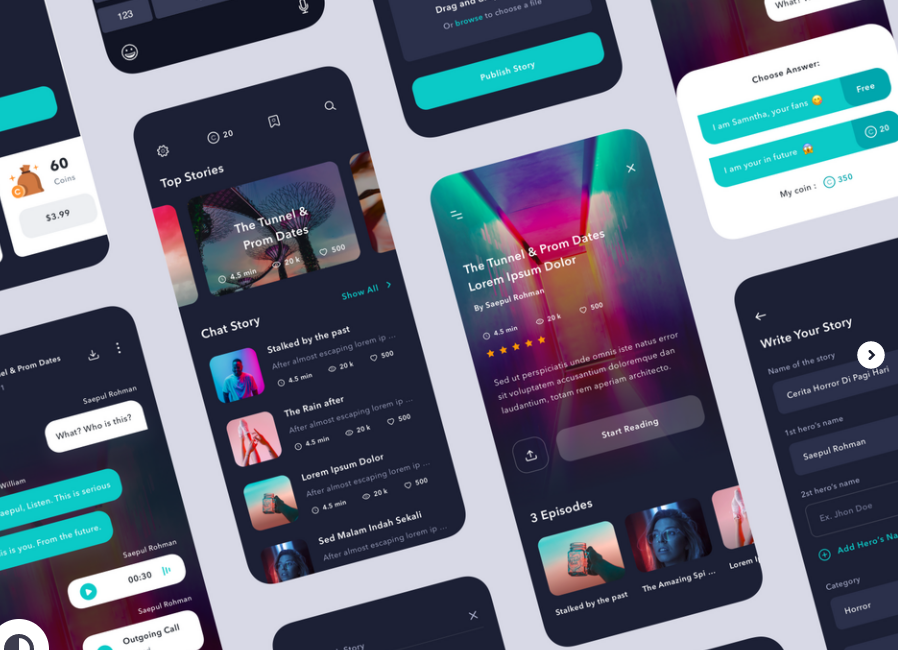 123
60
Coins
$3.99
20
Top Stories
The Tunnel &
Prom Dates
4.5 min
20 k
500
Show All
Chat Story
Stalked by the past
After almost escaping lorem ip ...
4.5 min
20 k
500
The Rain after
After almost escaping lorem ip ...
4.5 min
20 k
500
Lorem Ipsum Dolor
After almost escaping lorem ip ...
4.5 min
20 k
500
Sed Malam Indah Sekali
After almost escaping lorem ip ...
& Prom Dates
1
Saepul Rohman
What? Who is this?
William
Saepul, Listen. This is serious
is is you. From the future.
Saepul Rohman
00:30
Saepul Rohman
Outgoing Call
Story
Drag and
Or browse to choose a file
Publish Story
The Tunnel & Prom Dates
Lorem Ipsum Dolor
By Saepul Rohman
4.5 min
20 k
500
Sed ut perspiciatis unde omnis iste natus error
sit voluptatem accusantium doloremque dan
laudantium, totam rem aperiam architecto.
Start Reading
3 Episodes
Stalked by the past
The Amazing Spi ...
Lorem
What?
Choose Answer:
I am Samntha, your fans 😋
Free
I am your in future 😱
20
My coin : 350
Write Your Story
Name of the story
Cerita Horror Di Pagi Hari
1st hero's name
Saepul Rohman
2st hero's name
Ex. Jhon Doe
Add Hero's Na
Category
Horror